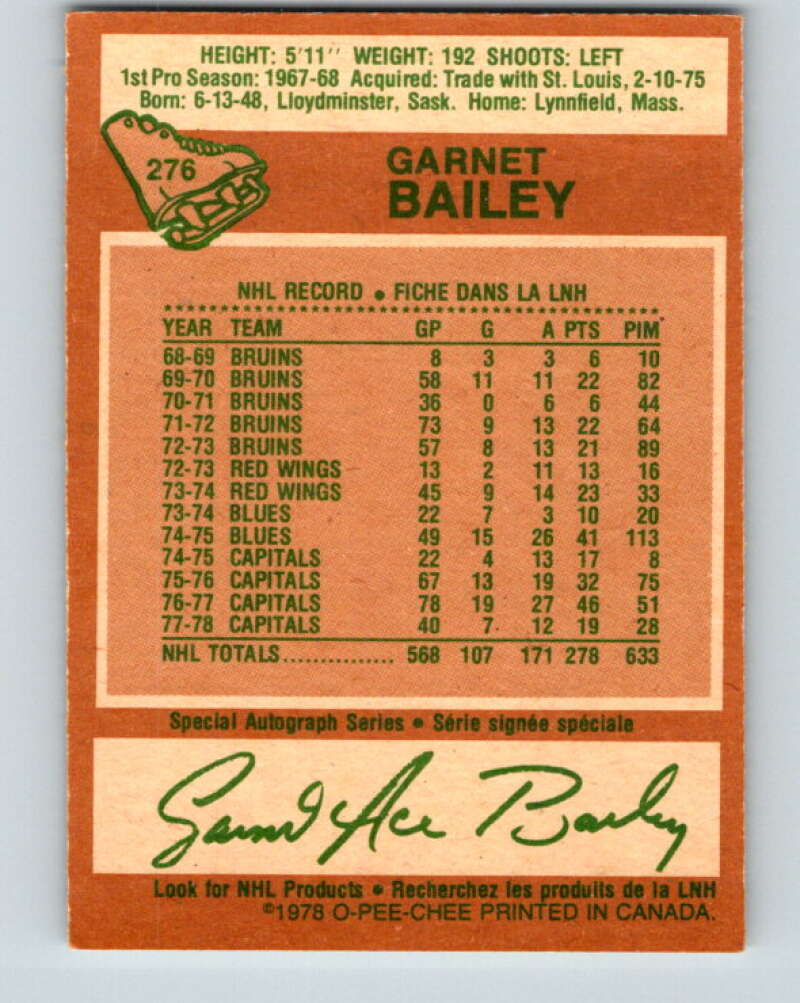 HEIGHT: 5'11" WEIGHT: 192 SHOOTS: LEFT
1st Pro Season: 1967-68 Acquired: Trade with St. Louis, 2-10-75
Born: 6-13-48, Lloydminster, Sask. Home: Lynnfield, Mass.
276
GARNET
BAILEY
NHL RECORD • FICHE DANS LA LNH
YEAR TEAM GP G A PTS PIM
68-69 BRUINS 8 3 3 6 10
69-70 BRUINS 58 11 11 22 82
70-71 BRUINS 36 0 6 6 44
71-72 BRUINS 73 9 13 22 64
72-73 BRUINS 57 8 13 21 89
72-73 RED WINGS 13 2 11 13 16
73-74 RED WINGS 45 9 14 23 33
73-74 BLUES 22 7 3 10 20
74-75 BLUES 49 15 26 41 113
74-75 CAPITALS 22 4 13 17 8
75-76 CAPITALS 67 13 19 32 75
76-77 CAPITALS 78 19 27 46 51
77-78 CAPITALS 40 7 12 19 28
NHL TOTALS............... 568 107 171 278 633
Special Autograph Series • Série signée spéciale
Garnet Ace Bailey
Look for NHL Products • Recherchez les produits de la LNH
©1978 O-PEE-CHEE PRINTED IN CANADA.